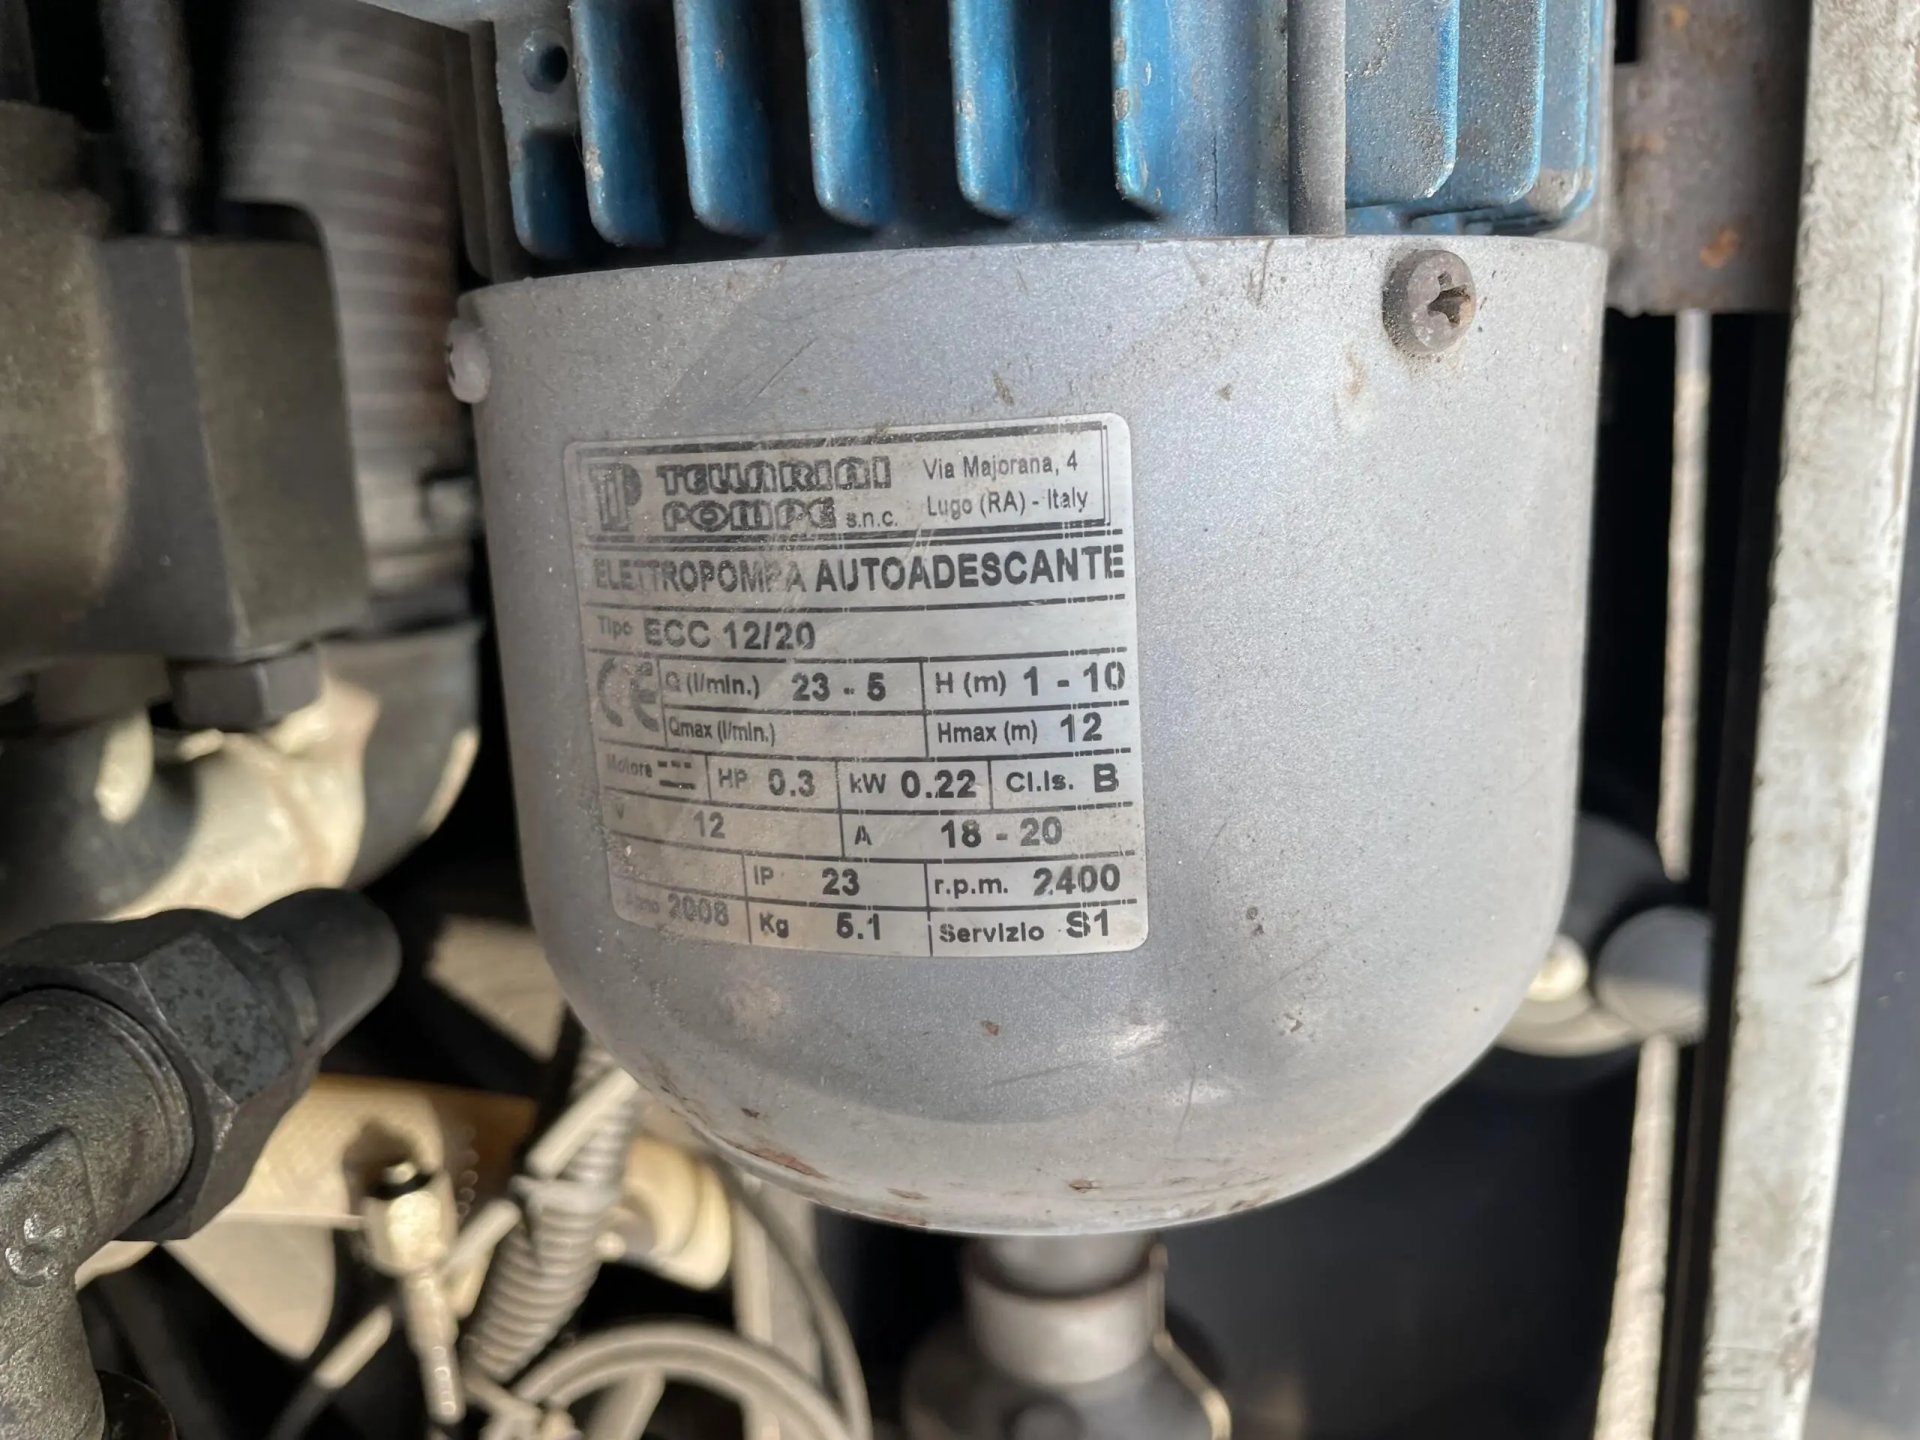 TP TELLARINI Via Majorana, 4
POMPE s.n.c. Lugo (RA) - Italy
ELETTROPOMPA AUTOADESCANTE
Tipo ECC 12/20
CE Q (l/min.) 23 - 5 H (m) 1 - 10
Qmax (l/min.) Hmax (m) 12
Motore HP 0.3 kW 0.22 Cl.Is. B
V 12 A 18 - 20
IP 23 r.p.m. 2400
Anno 2008 Kg 5.1 Servizio S1